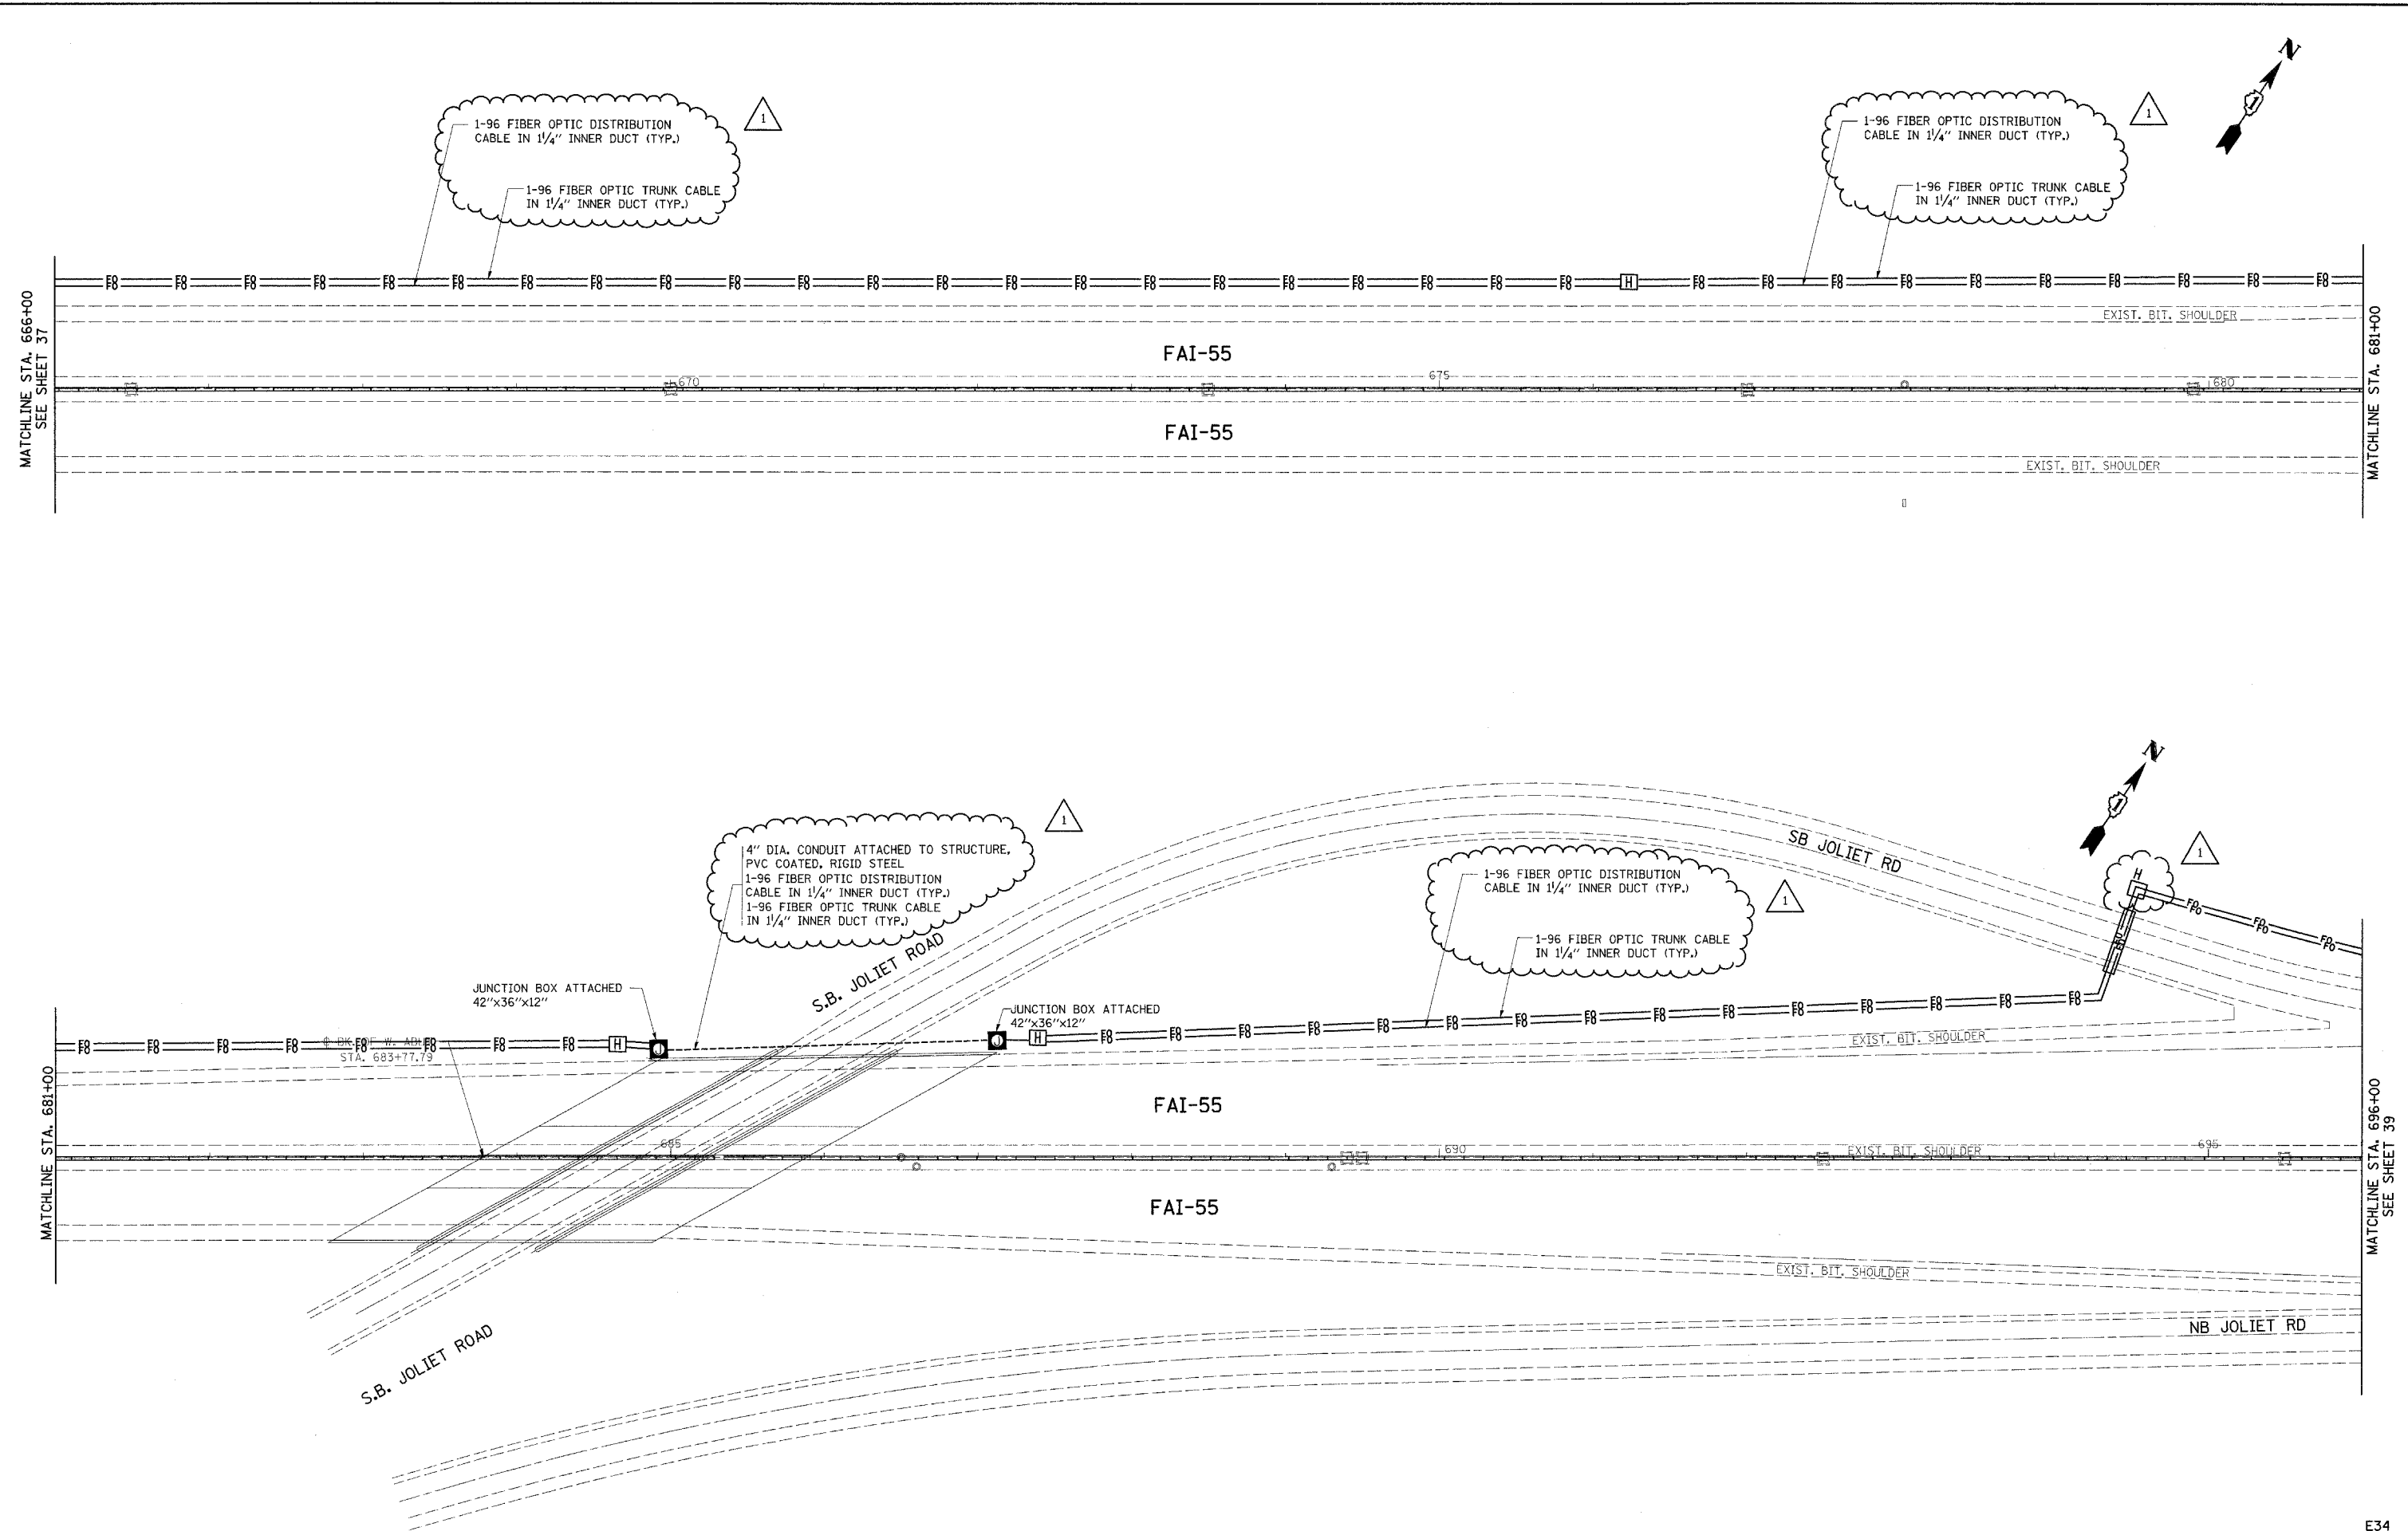 N
1-96 FIBER OPTIC DISTRIBUTION
CABLE IN 1¼" INNER DUCT (TYP.)
1
1-96 FIBER OPTIC TRUNK CABLE
IN 1¼" INNER DUCT (TYP.)
1-96 FIBER OPTIC DISTRIBUTION
CABLE IN 1¼" INNER DUCT (TYP.)
1
1-96 FIBER OPTIC TRUNK CABLE
IN 1¼" INNER DUCT (TYP.)
H
MATCHLINE STA. 666+00
SEE SHEET 37
EXIST. BIT. SHOULDER
FAI-55
670
675
680
FAI-55
EXIST. BIT. SHOULDER
MATCHLINE STA. 681+00
N
4" DIA. CONDUIT ATTACHED TO STRUCTURE,
PVC COATED, RIGID STEEL
1-96 FIBER OPTIC DISTRIBUTION
CABLE IN 1¼" INNER DUCT (TYP.)
1-96 FIBER OPTIC TRUNK CABLE
IN 1¼" INNER DUCT (TYP.)
1
SB JOLIET RD
1-96 FIBER OPTIC DISTRIBUTION
CABLE IN 1¼" INNER DUCT (TYP.)
1-96 FIBER OPTIC TRUNK CABLE
IN 1¼" INNER DUCT (TYP.)
1
1
H
S.B. JOLIET ROAD
JUNCTION BOX ATTACHED
42"x36"x12"
JUNCTION BOX ATTACHED
42"x36"x12"
H
J
J
H
STA. 683+77.79
EXIST. BIT. SHOULDER
MATCHLINE STA. 681+00
FAI-55
685
690
EXIST. BIT. SHOULDER
695
FAI-55
EXIST. BIT. SHOULDER
NB JOLIET RD
S.B. JOLIET ROAD
MATCHLINE STA. 696+00
SEE SHEET 39
E34